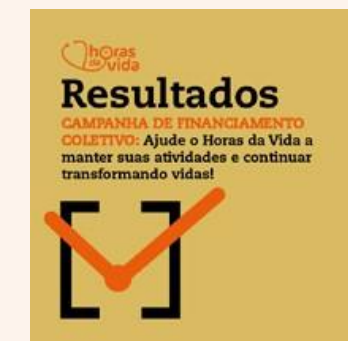 horas
da vida
Resultados
CAMPANHA DE FINANCIAMENTO
COLETIVO: Ajude o Horas da Vida a
manter suas atividades e continuar
transformando vidas!